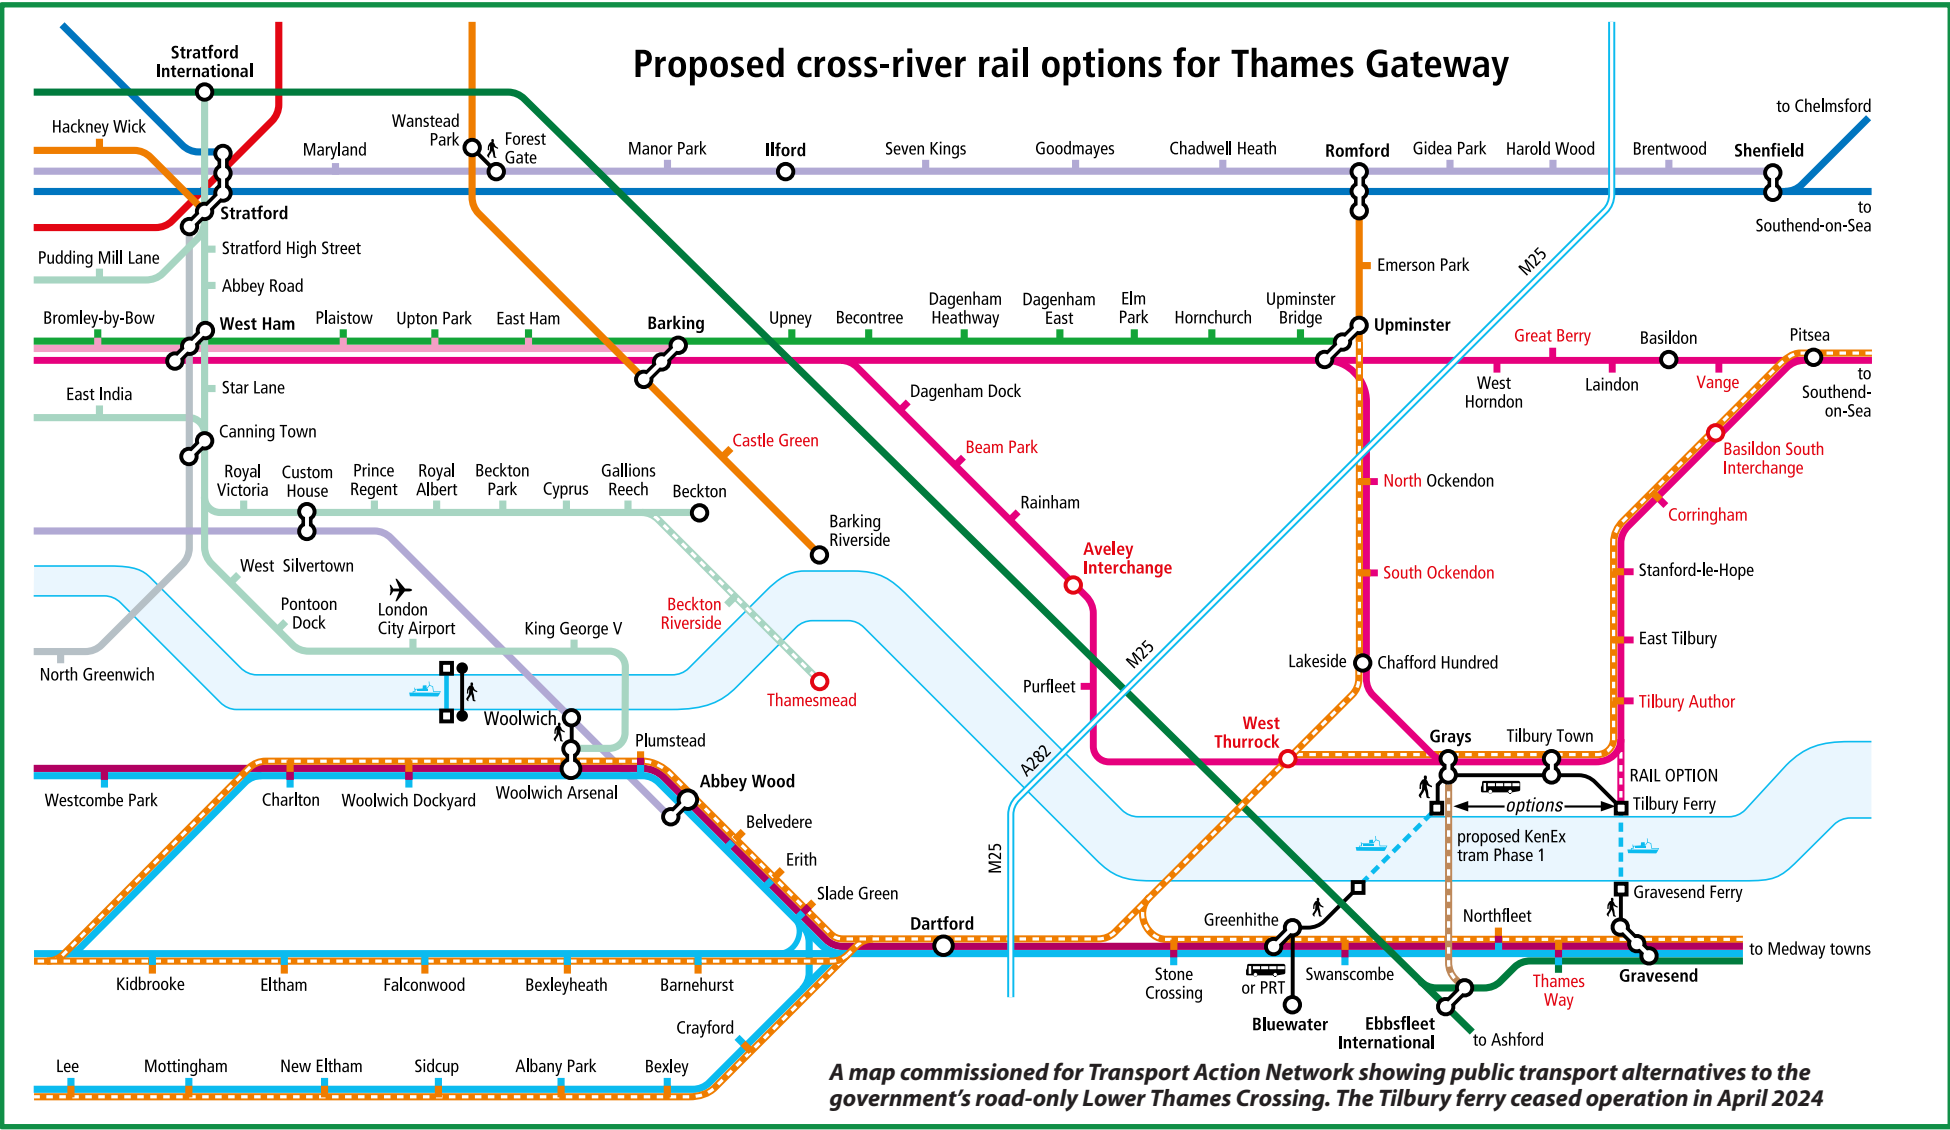 Proposed cross-river rail options for Thames Gateway
Stratford
International
Hackney Wick
Maryland
Wanstead
Park
Forest
Gate
Manor Park
Ilford
Seven Kings
Goodmayes
Chadwell Heath
Romford
Gidea Park
Harold Wood
Brentwood
Shenfield
to Chelmsford
to
Southend-on-Sea
Stratford
Stratford High Street
Pudding Mill Lane
Abbey Road
Emerson Park
M25
Bromley-by-Bow
West Ham
Plaistow
Upton Park
East Ham
Barking
Upney
Becontree
Dagenham
Heathway
Dagenham
East
Elm
Park
Hornchurch
Upminster
Bridge
Upminster
Great Berry
Basildon
Pitsea
West
Horndon
Laindon
Vange
to
Southend-
on-Sea
Star Lane
East India
Canning Town
Dagenham Dock
Castle Green
Beam Park
Basildon South
Interchange
Royal
Victoria
Custom
House
Prince
Regent
Royal
Albert
Beckton
Park
Cyprus
Gallions
Reech
Beckton
Rainham
North Ockendon
Corringham
Barking
Riverside
Aveley
Interchange
West Silvertown
South Ockendon
Stanford-le-Hope
Pontoon
Dock
London
City Airport
King George V
Beckton
Riverside
East Tilbury
North Greenwich
Lakeside
Chafford Hundred
M25
Purfleet
Thamesmead
Tilbury Author
Woolwich
West
Thurrock
Grays
Tilbury Town
Plumstead
A282
RAIL OPTION
Westcombe Park
Charlton
Woolwich Dockyard
Woolwich Arsenal
Abbey Wood
options
Tilbury Ferry
Belvedere
proposed KenEx
tram Phase 1
Erith
M25
Slade Green
Gravesend Ferry
Dartford
Greenhithe
Northfleet
to Medway towns
Kidbrooke
Eltham
Falconwood
Bexleyheath
Barnehurst
Stone
Crossing
or PRT
Swanscombe
Thames
Way
Gravesend
Crayford
Bluewater
Ebbsfleet
International
to Ashford
Lee
Mottingham
New Eltham
Sidcup
Albany Park
Bexley
A map commissioned for Transport Action Network showing public transport alternatives to the
government's road-only Lower Thames Crossing. The Tilbury ferry ceased operation in April 2024